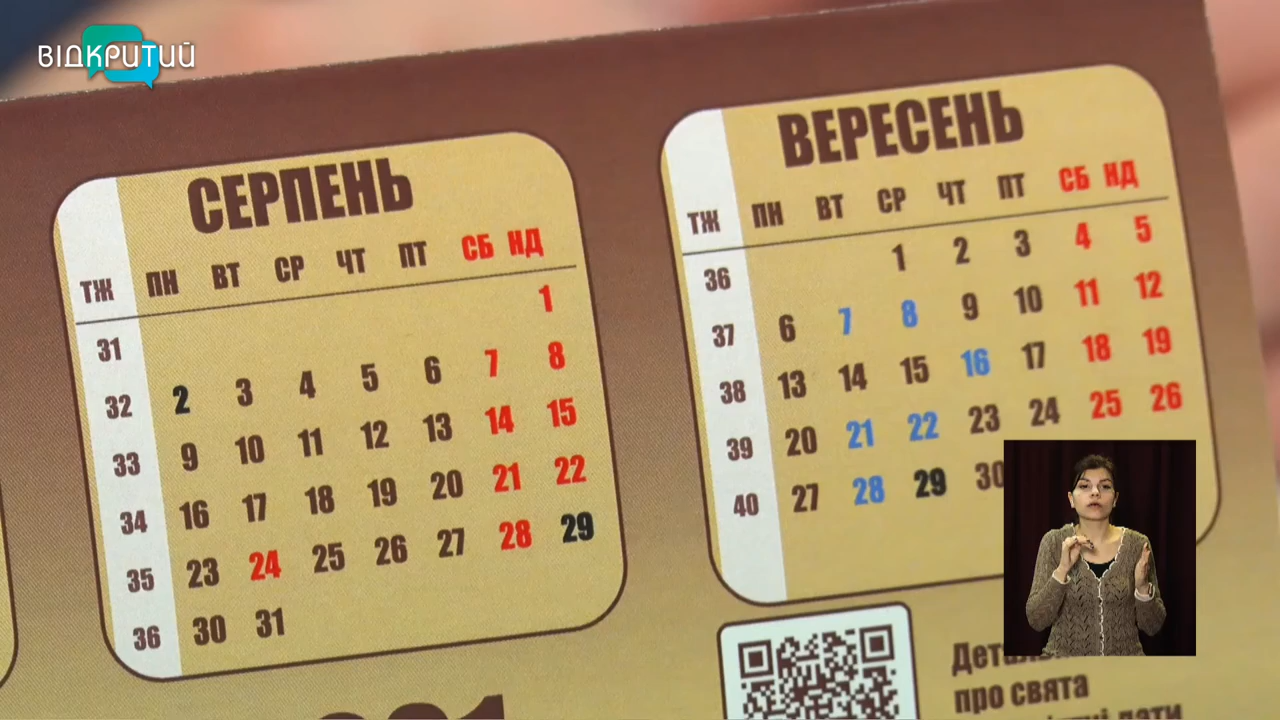 ВІДКРИТИЙ
СЕРПЕНЬ
ТЖ ПН ВТ СР ЧТ ПТ СБ НД
31 1
32 2 3 4 5 6 7 8
33 9 10 11 12 13 14 15
34 16 17 18 19 20 21 22
35 23 24 25 26 27 28 29
36 30 31
ВЕРЕСЕНЬ
ТЖ ПН ВТ СР ЧТ ПТ СБ НД
36 1 2 3 4 5
37 6 7 8 9 10 11 12
38 13 14 15 16 17 18 19
39 20 21 22 23 24 25 26
40 27 28 29 30
про свята
дати